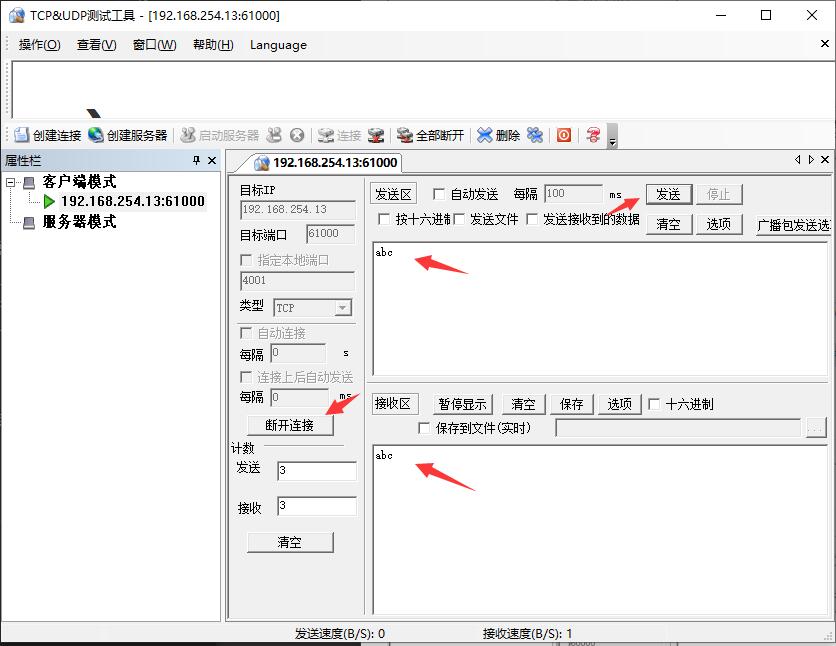 TCP&UDP测试工具 - [192.168.254.13:61000]
操作(O) 查看(V) 窗口(W) 帮助(H) Language
创建连接 创建服务器 启动服务器 连接 全部断开 删除
属性栏
客户端模式
192.168.254.13:61000
服务器模式
192.168.254.13:61000
目标IP
192.168.254.13
目标端口 61000
指定本地端口
4001
类型 TCP
自动连接
每隔 0 s
连接上后自动发送
每隔 0 ms
断开连接
计数
发送 3
接收 3
清空
发送区 自动发送 每隔 100 ms 发送 停止
按十六进制 发送文件 发送接收到的数据 清空 选项 广播包发送选
abc
接收区 暂停显示 清空 保存 选项 十六进制
保存到文件(实时) ...
abc
发送速度(B/S): 0 接收速度(B/S): 1